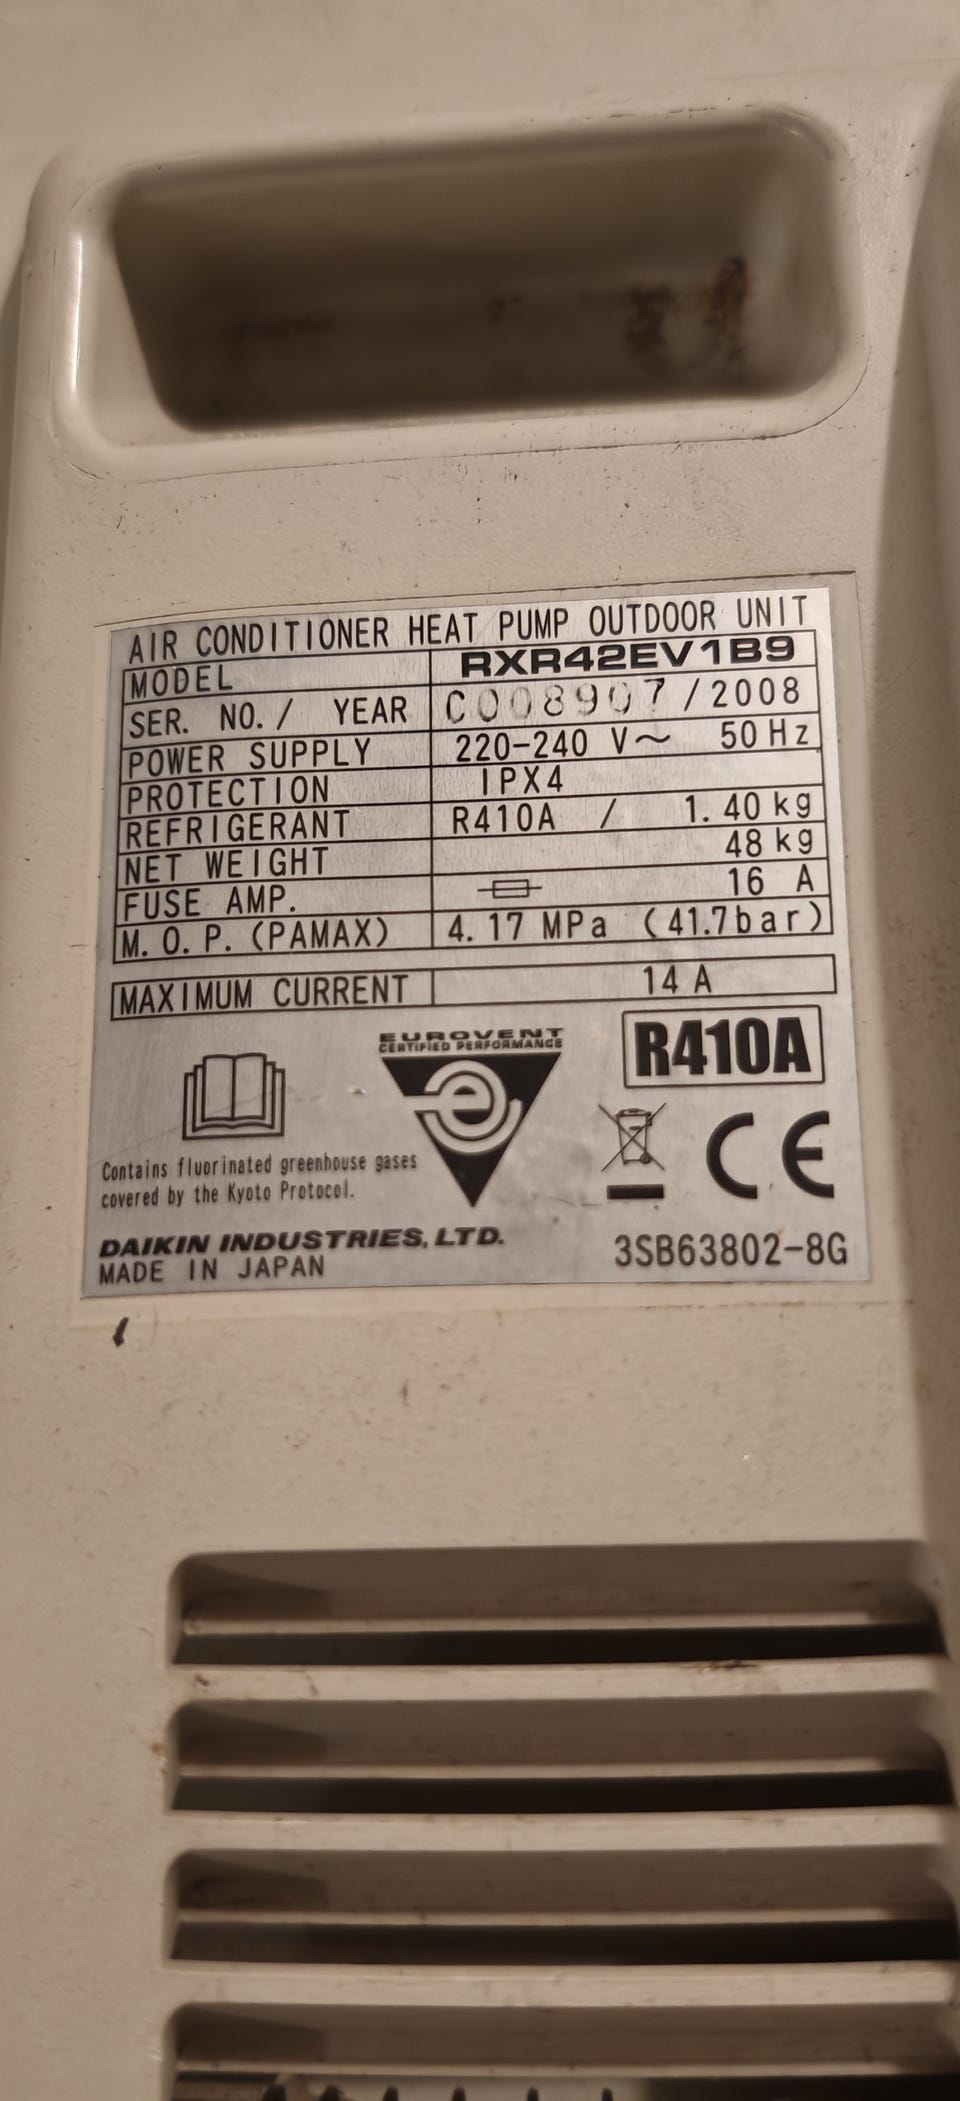 AIR CONDITIONER HEAT PUMP OUTDOOR UNIT
MODEL RXR42EV1B9
SER. NO. / YEAR C008907 / 2008
POWER SUPPLY 220-240 V~ 50 Hz
PROTECTION IPX4
REFRIGERANT R410A / 1.40 kg
NET WEIGHT 48 kg
FUSE AMP. 16 A
M.O.P. (PAMAX) 4.17 MPa (41.7bar)
MAXIMUM CURRENT 14 A
EUROVENT
CERTIFIED PERFORMANCE
R410A
CE
Contains fluorinated greenhouse gases
covered by the Kyoto Protocol.
DAIKIN INDUSTRIES, LTD.
MADE IN JAPAN
3SB63802-8G